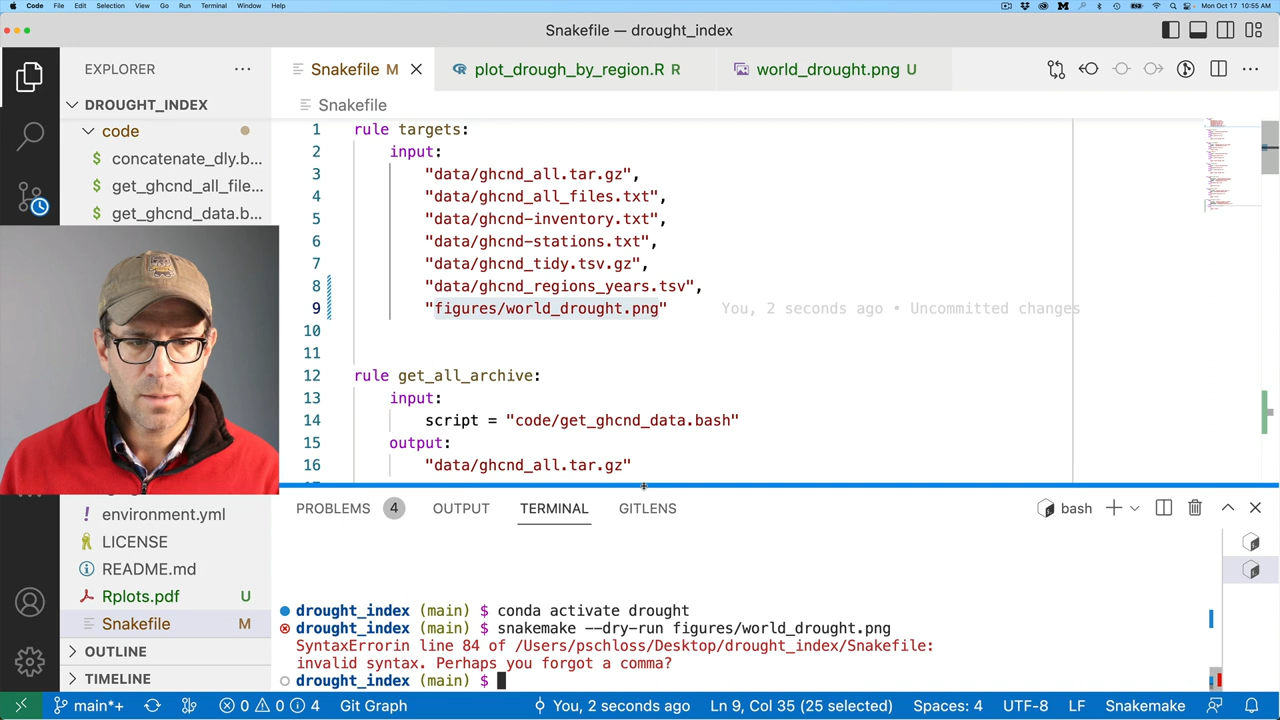 Code File Edit Selection View Go Run Terminal Window Help
Mon Oct 17 10:55 AM
Snakefile — drought_index
EXPLORER
Snakefile M
plot_drough_by_region.R R
world_drought.png U
DROUGHT_INDEX
code
concatenate_dly.b...
get_ghcnd_all_file...
get_ghcnd_data.b...
environment.yml
LICENSE
README.md
Rplots.pdf U
Snakefile M
OUTLINE
TIMELINE
Snakefile
1 rule targets:
2 input:
3 "data/ghcnd_all.tar.gz",
4 "data/ghcnd_all_files.txt",
5 "data/ghcnd-inventory.txt",
6 "data/ghcnd-stations.txt",
7 "data/ghcnd_tidy.tsv.gz",
8 "data/ghcnd_regions_years.tsv",
9 "figures/world_drought.png" You, 2 seconds ago • Uncommitted changes
10
11
12 rule get_all_archive:
13 input:
14 script = "code/get_ghcnd_data.bash"
15 output:
16 "data/ghcnd_all.tar.gz"
PROBLEMS 4 OUTPUT TERMINAL GITLENS
bash
drought_index (main) $ conda activate drought
drought_index (main) $ snakemake --dry-run figures/world_drought.png
SyntaxErrorin line 84 of /Users/pschloss/Desktop/drought_index/Snakefile:
invalid syntax. Perhaps you forgot a comma?
drought_index (main) $
main*+ 0 0 4 Git Graph You, 2 seconds ago Ln 9, Col 35 (25 selected) Spaces: 4 UTF-8 LF Snakemake